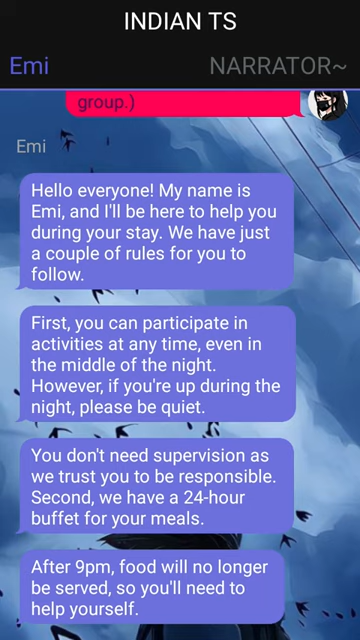 INDIAN TS
Emi NARRATOR~
group.)
Emi
Hello everyone! My name is
Emi, and I'll be here to help you
during your stay. We have just
a couple of rules for you to
follow.
First, you can participate in
activities at any time, even in
the middle of the night.
However, if you're up during the
night, please be quiet.
You don't need supervision as
we trust you to be responsible.
Second, we have a 24-hour
buffet for your meals.
After 9pm, food will no longer
be served, so you'll need to
help yourself.